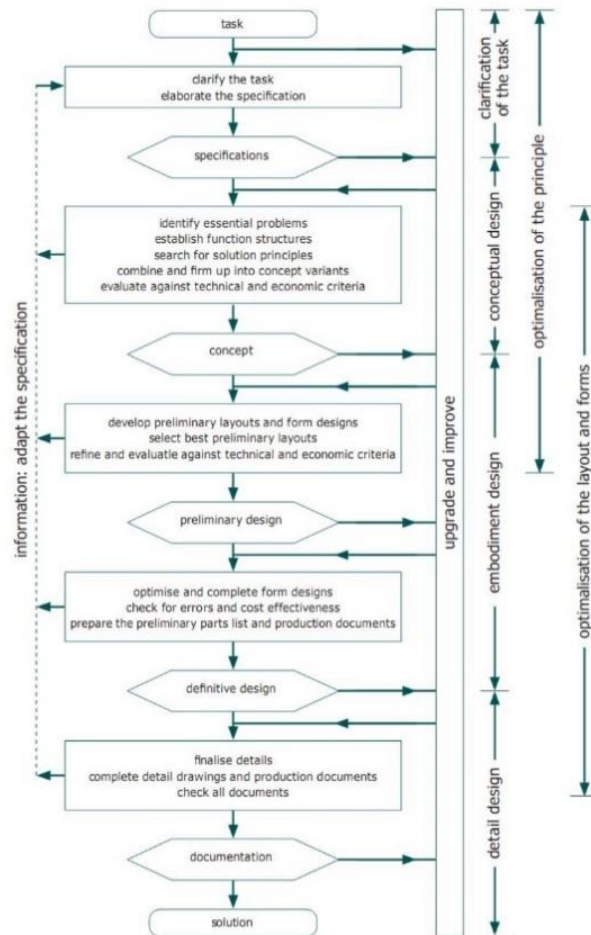 task
clarify the task
elaborate the specification
specifications
identify essential problems
establish function structures
search for solution principles
combine and firm up into concept variants
evaluate against technical and economic criteria
concept
develop preliminary layouts and form designs
select best preliminary layouts
refine and evaluatle against technical and economic criteria
preliminary design
optimise and complete form designs
check for errors and cost effectiveness
prepare the preliminary parts list and production documents
definitive design
finalise details
complete detail drawings and production documents
check all documents
documentation
solution
information: adapt the specification
upgrade and improve
clarification
of the task
conceptual design
embodiment design
detail design
optimalisation of the principle
optimalisation of the layout and forms